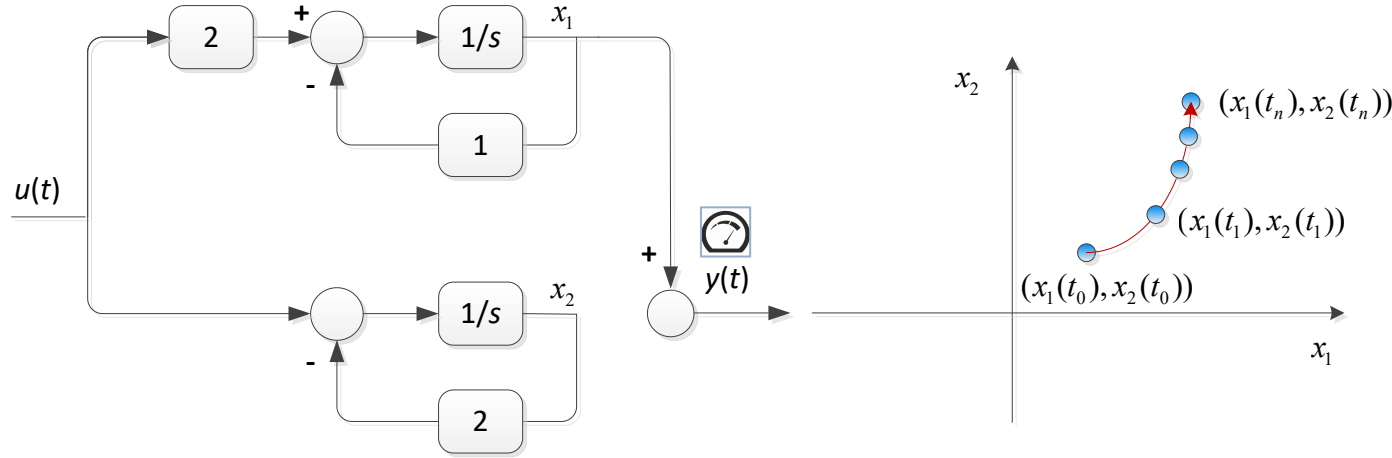 +
2
1/s
x₁
-
1
u(t)
+
y(t)
1/s
x₂
-
2
x₂
(x₁(tₙ), x₂(tₙ))
(x₁(t₁), x₂(t₁))
(x₁(t₀), x₂(t₀))
x₁